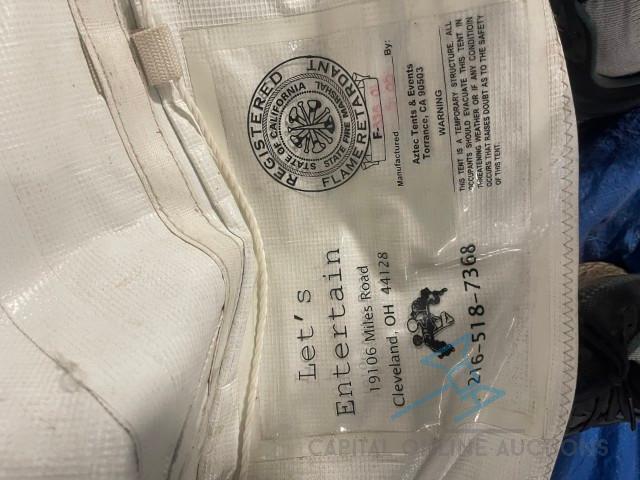 REGISTERED
STATE OF CALIFORNIA
STATE FIRE MARSHAL
FLAME RETARDANT
F-
Manufactured By:
Aztec Tents & Events
Torrance, CA 90503
WARNING
THIS TENT IS A TEMPORARY STRUCTURE. ALL
OCCUPANTS SHOULD EVACUATE THIS TENT IN
THREATENING WEATHER OR IF ANY CONDITION
OCCURS THAT RAISES DOUBT AS TO THE SAFETY
OF THIS TENT.
Let's
Entertain
19106 Miles Road
Cleveland, OH 44128
216-518-7368
CAPITAL ONLINE AUCTIONS